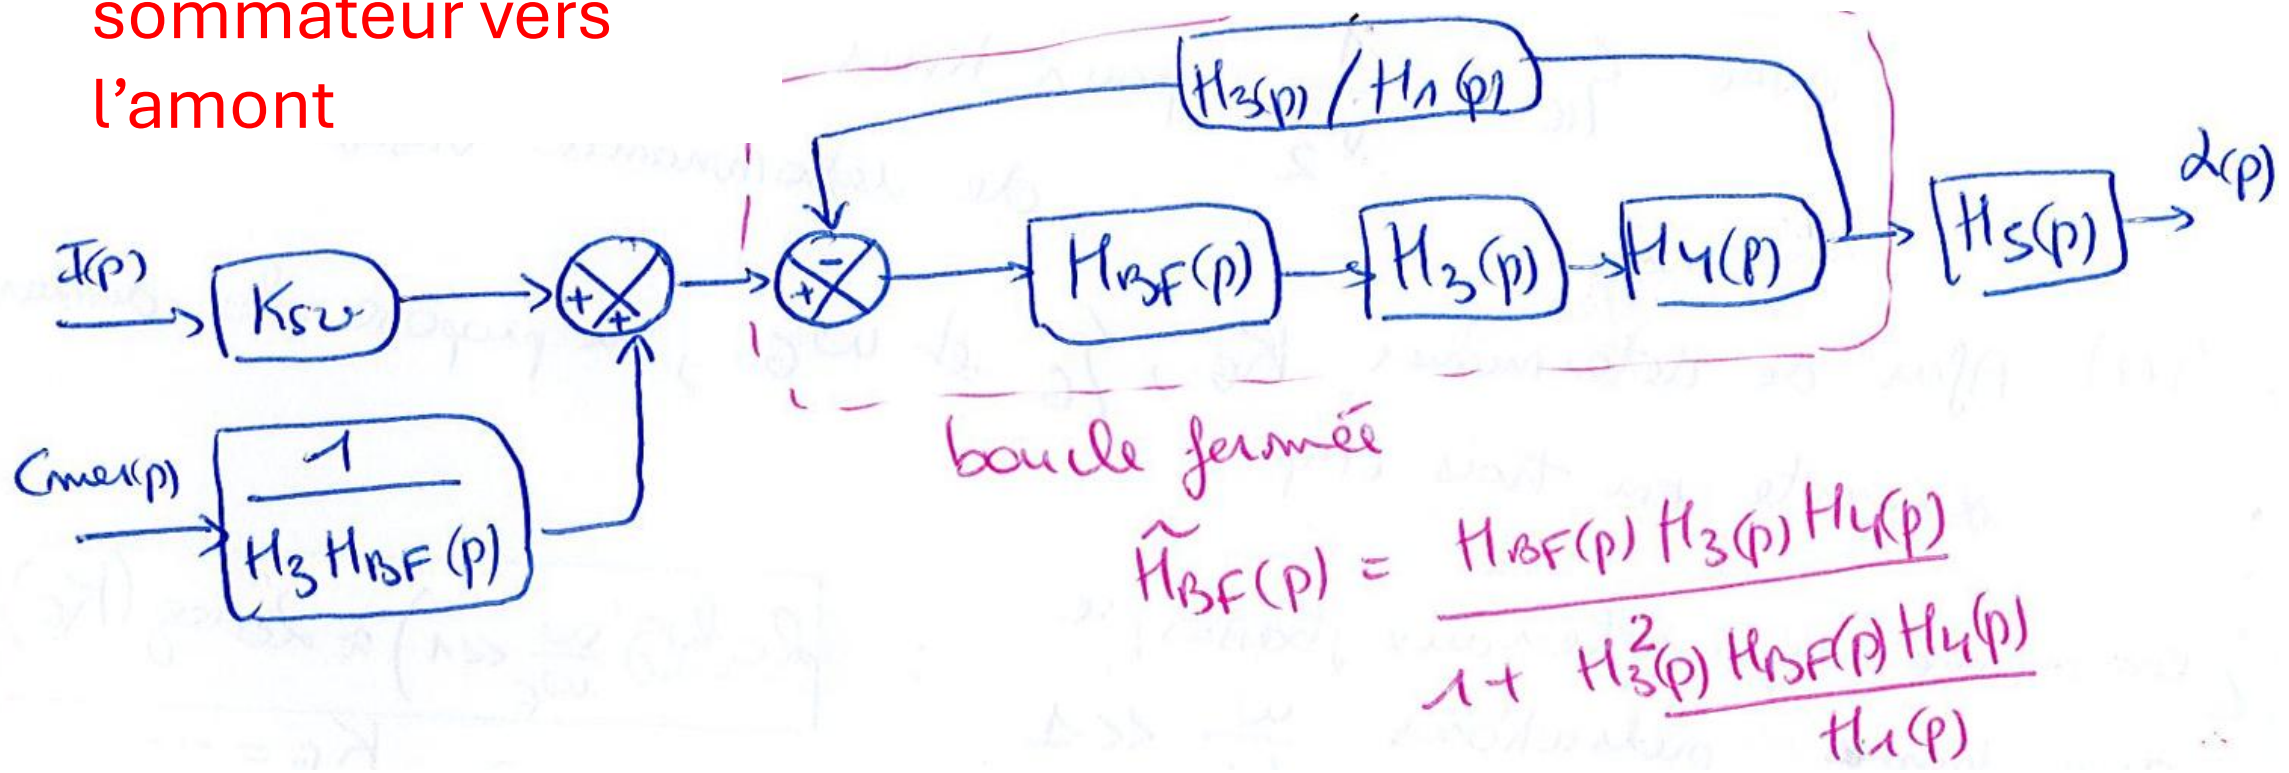 sommateur vers
l'amont
H3(p) / H1(p)
α(p)
I(p)
Ksv
+
+
-
+
HBF(p)
H3(p)
H4(p)
H5(p)
boucle fermée
Cmer(p)
1
H3 HBF(p)
H̃BF(p) = HBF(p) H3(p) H4(p)
1 + H3²(p) HBF(p) H4(p)
H1(p)